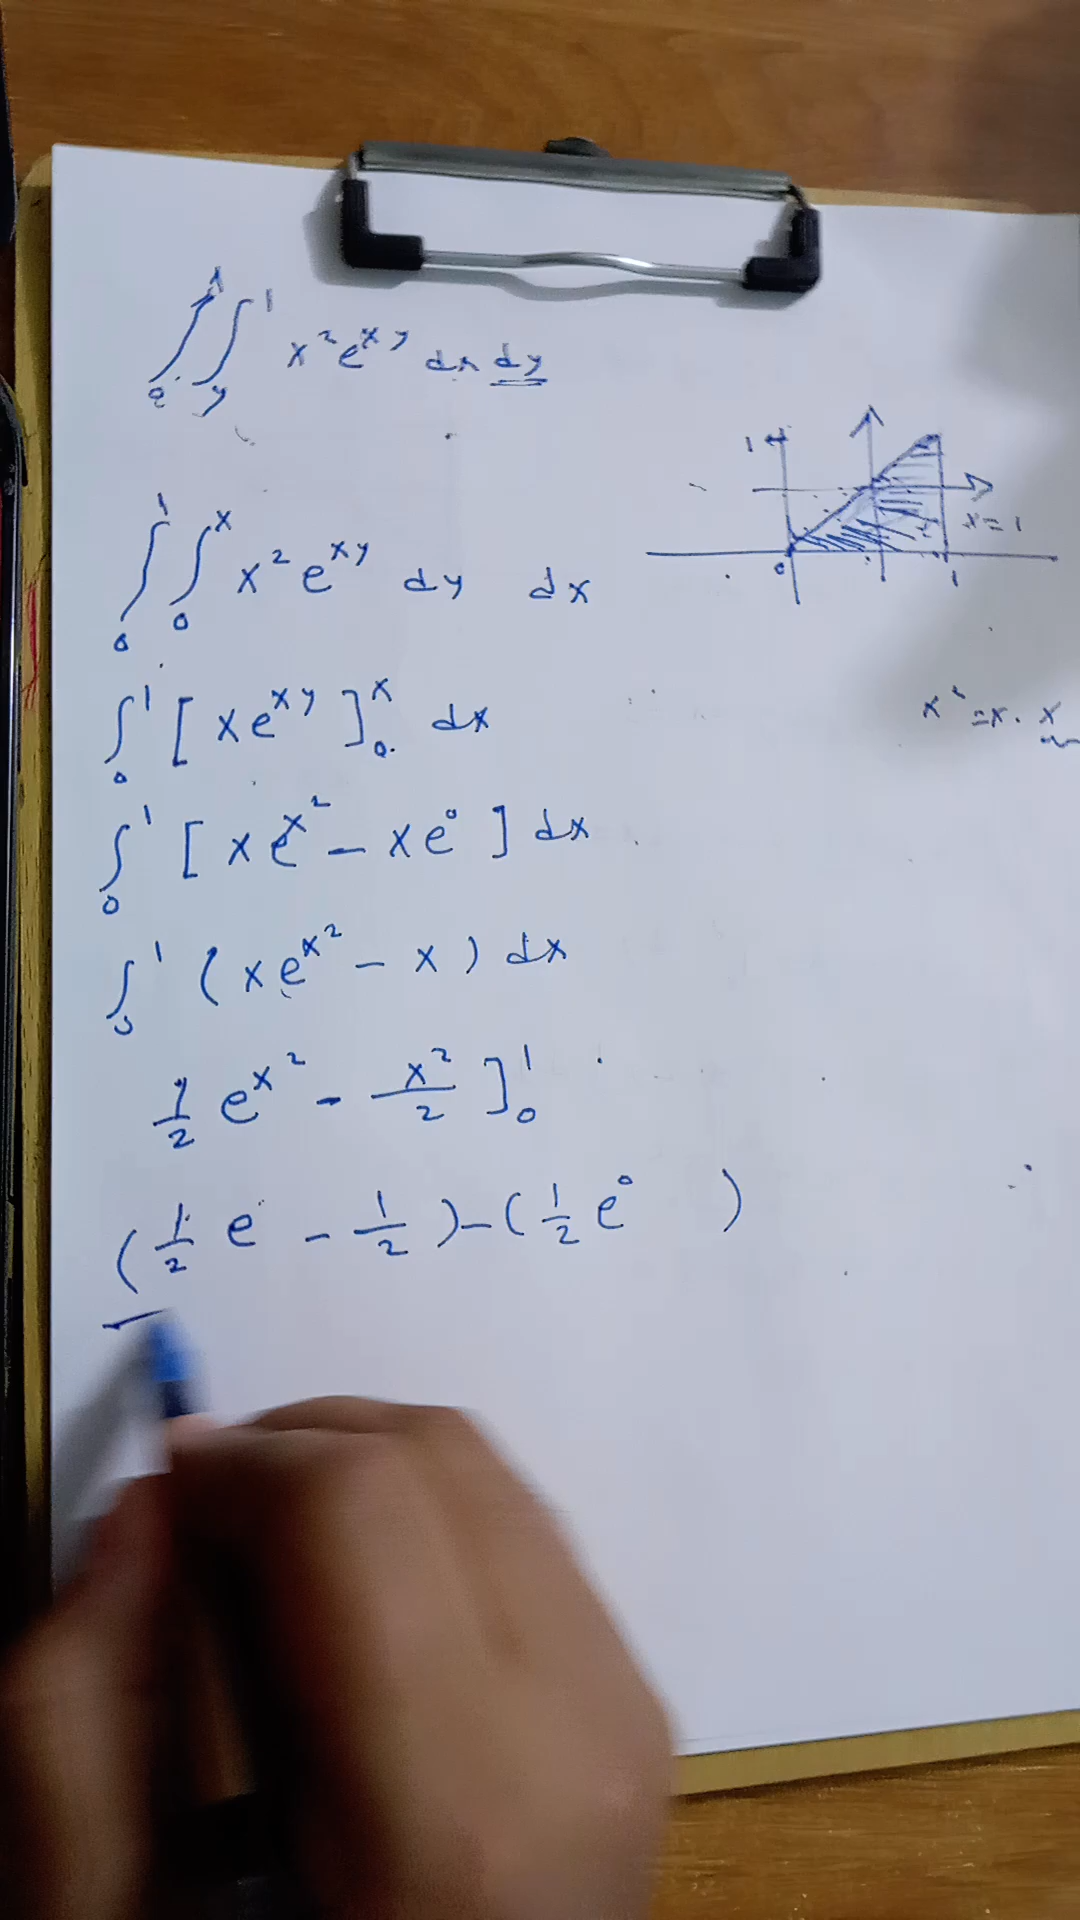 ∫₀¹ ∫_y¹ x² e^{xy} dx dy
1
x = 1
0
1
∫₀¹ ∫₀ˣ x² e^{xy} dy dx
∫₀¹ [ x e^{xy} ]₀ˣ dx
x² = x · x
∫₀¹ [ x e^{x²} − x e⁰ ] dx
∫₀¹ ( x e^{x²} − x ) dx
1/2 e^{x²} − x²/2 ]₀¹
( 1/2 e − 1/2 ) − ( 1/2 e⁰ )